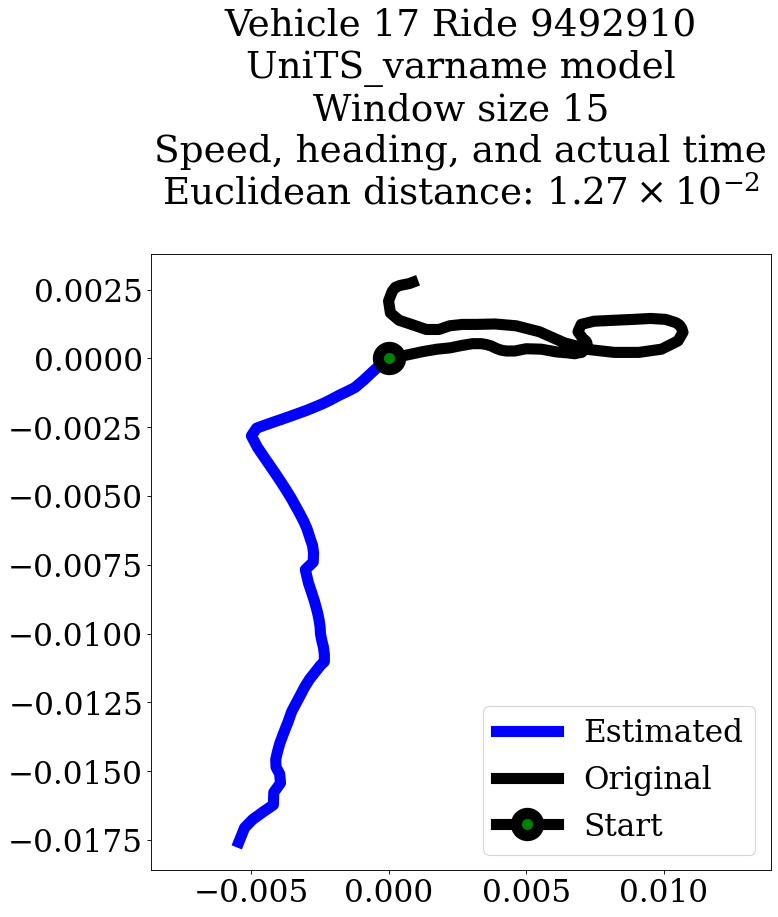 Vehicle 17 Ride 9492910
UniTS_varname model
Window size 15
Speed, heading, and actual time
Euclidean distance: 1.27 × 10⁻²
0.0025
0.0000
−0.0025
−0.0050
−0.0075
−0.0100
−0.0125
−0.0150
−0.0175
Estimated
Original
Start
−0.005 0.000 0.005 0.010